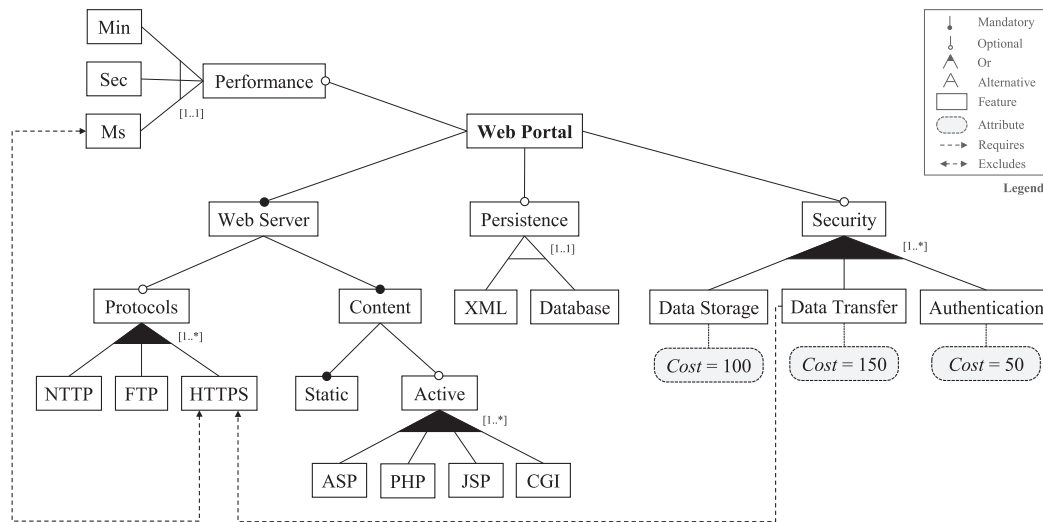 Min
Sec
Ms
Performance
[1..1]
Web Portal
Mandatory
Optional
Or
Alternative
Feature
Attribute
Requires
Excludes
Legend
Web Server
Persistence
Security
[1..1]
[1..*]
Protocols
Content
XML
Database
Data Storage
Data Transfer
Authentication
[1..*]
Cost = 100
Cost = 150
Cost = 50
NTTP
FTP
HTTPS
Static
Active
[1..*]
ASP
PHP
JSP
CGI